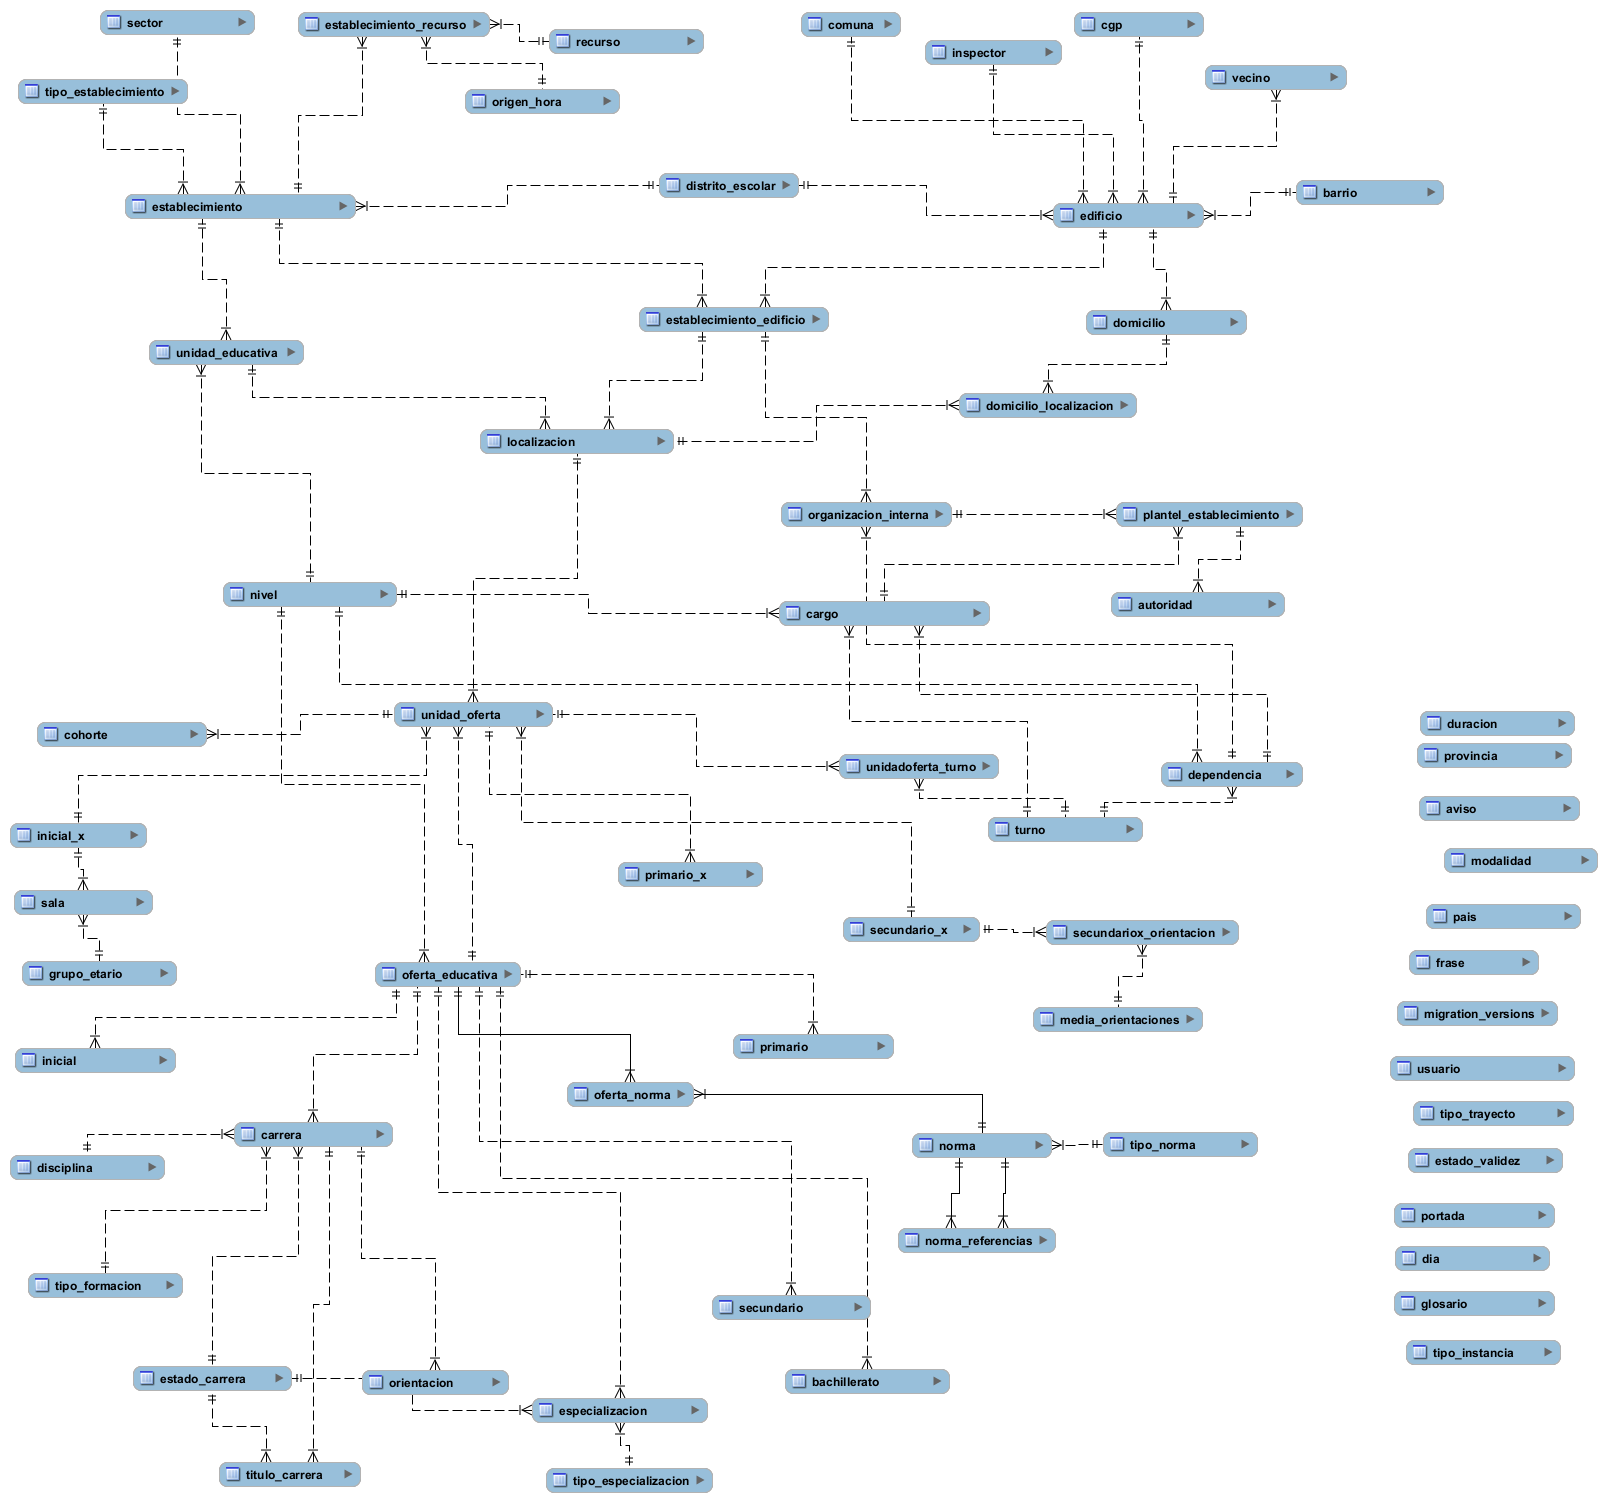 sector
establecimiento_recurso
recurso
comuna
cgp
inspector
vecino
tipo_establecimiento
origen_hora
distrito_escolar
barrio
establecimiento
edificio
establecimiento_edificio
domicilio
unidad_educativa
domicilio_localizacion
localizacion
organizacion_interna
plantel_establecimiento
nivel
cargo
autoridad
unidad_oferta
cohorte
duracion
provincia
unidadoferta_turno
dependencia
aviso
inicial_x
turno
modalidad
primario_x
sala
pais
secundario_x
secundariox_orientacion
frase
grupo_etario
oferta_educativa
migration_versions
media_orientaciones
primario
inicial
usuario
oferta_norma
tipo_trayecto
carrera
norma
tipo_norma
disciplina
estado_validez
portada
norma_referencias
dia
tipo_formacion
glosario
secundario
tipo_instancia
estado_carrera
orientacion
bachillerato
especializacion
titulo_carrera
tipo_especializacion